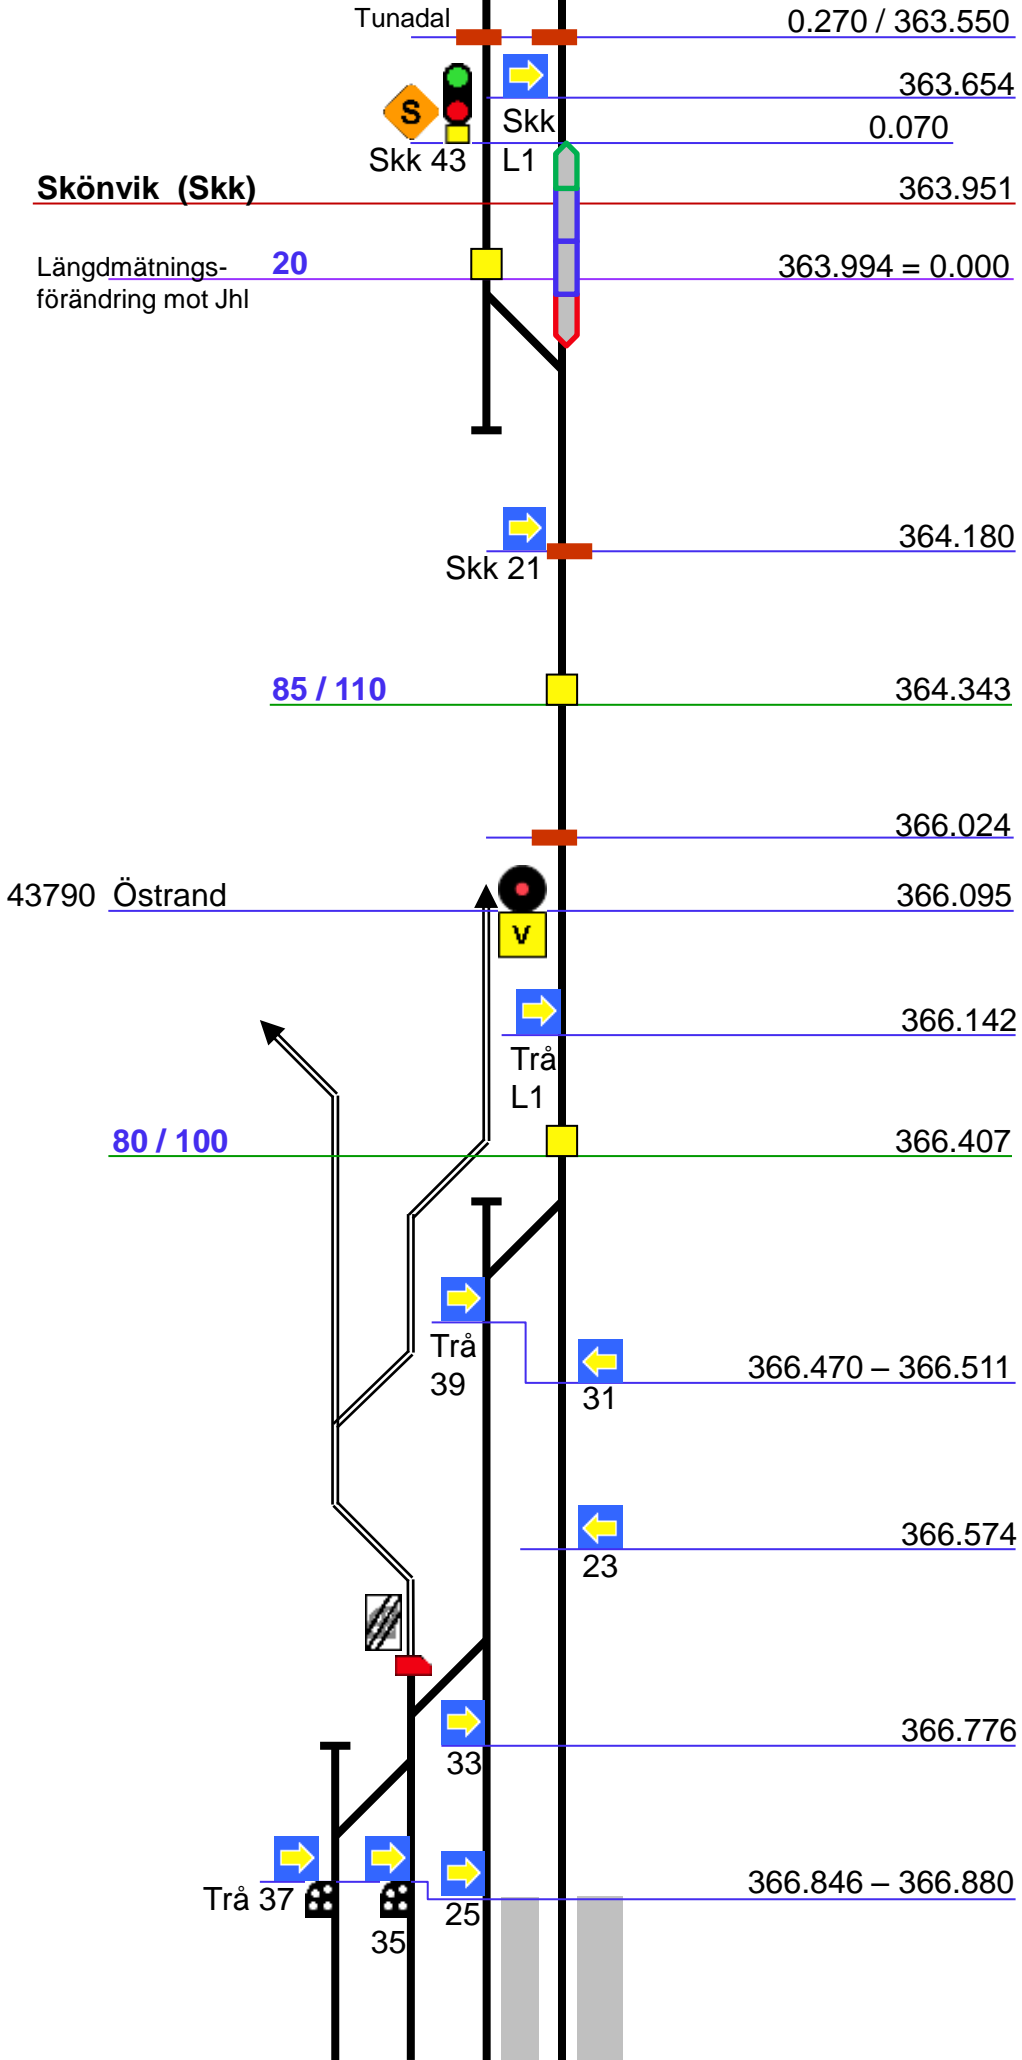 Tunadal
0.270 / 363.550
363.654
S
Skk
L1
0.070
Skk 43
Skönvik (Skk)
363.951
Längdmätnings-
förändring mot Jhl
20
363.994 = 0.000
364.180
Skk 21
85 / 110
364.343
366.024
43790 Östrand
366.095
V
366.142
Trå
L1
80 / 100
366.407
Trå
39
366.470 – 366.511
31
366.574
23
366.776
33
366.846 – 366.880
Trå 37
25
35